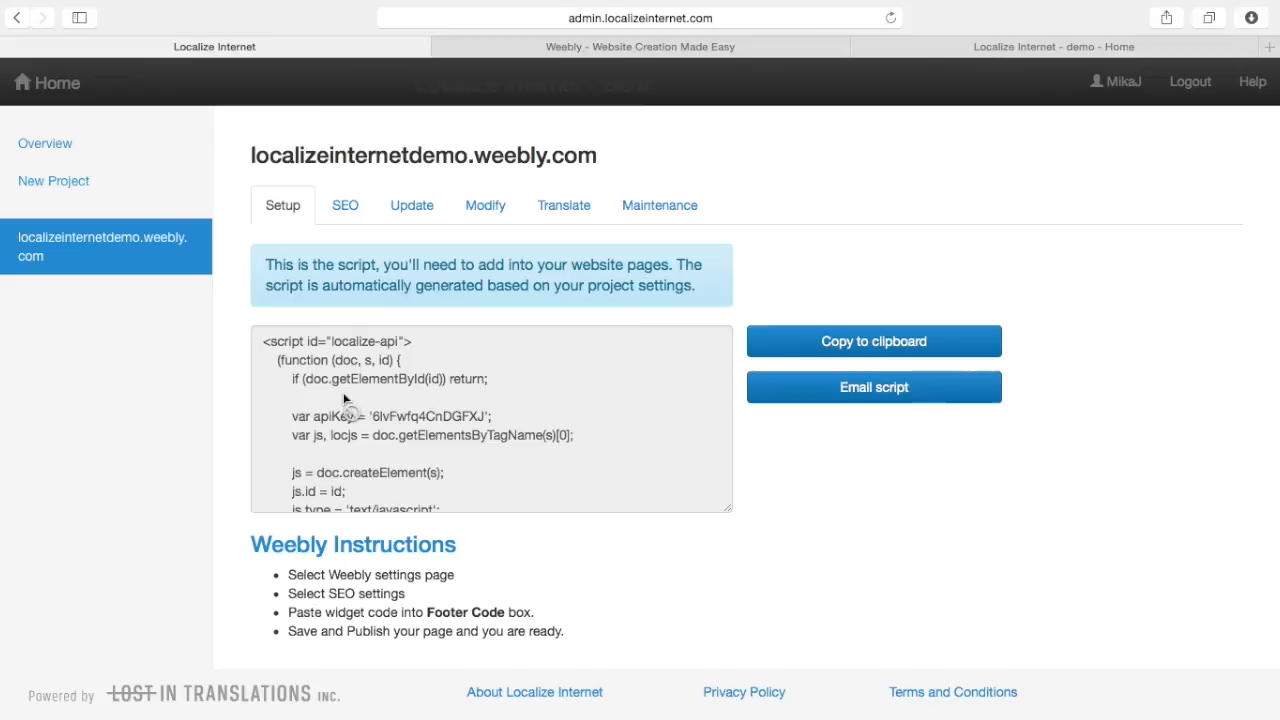 admin.localizeinternet.com
Localize Internet
Weebly - Website Creation Made Easy
Localize Internet - demo - Home
Home
MikaJ
Logout
Help
Overview
New Project
localizeinternetdemo.weebly.
com
localizeinternetdemo.weebly.com
Setup
SEO
Update
Modify
Translate
Maintenance
This is the script, you'll need to add into your website pages. The
script is automatically generated based on your project settings.
<script id="localize-api">
(function (doc, s, id) {
if (doc.getElementById(id)) return;
var apiKey = '6lvFwfq4CnDGFXJ';
var js, locjs = doc.getElementsByTagName(s)[0];
js = doc.createElement(s);
js.id = id;
js.type = 'text/javascript';
Copy to clipboard
Email script
Weebly Instructions
• Select Weebly settings page
• Select SEO settings
• Paste widget code into Footer Code box.
• Save and Publish your page and you are ready.
Powered by LOST IN TRANSLATIONS INC.
About Localize Internet
Privacy Policy
Terms and Conditions